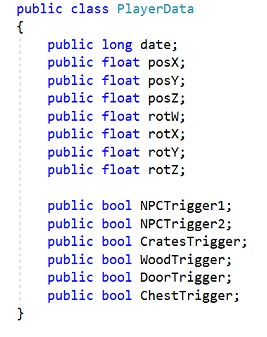 public class PlayerData
{
public long date;
public float posX;
public float posY;
public float posZ;
public float rotW;
public float rotX;
public float rotY;
public float rotZ;
public bool NPCTrigger1;
public bool NPCTrigger2;
public bool CratesTrigger;
public bool WoodTrigger;
public bool DoorTrigger;
public bool ChestTrigger;
}